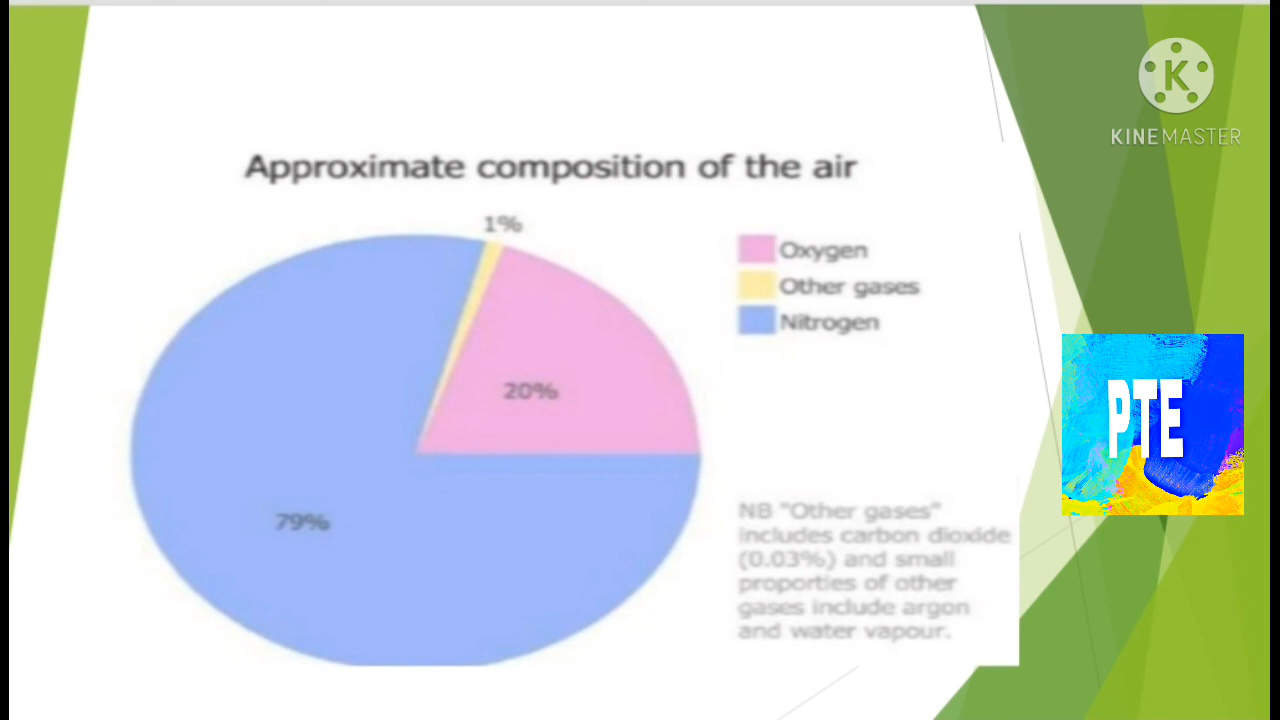 K
KINEMASTER
Approximate composition of the air
1%
Oxygen
Other gases
Nitrogen
20%
PTE
79%
NB "Other gases"
includes carbon dioxide
(0.03%) and small
properties of other
gases include argon
and water vapour.